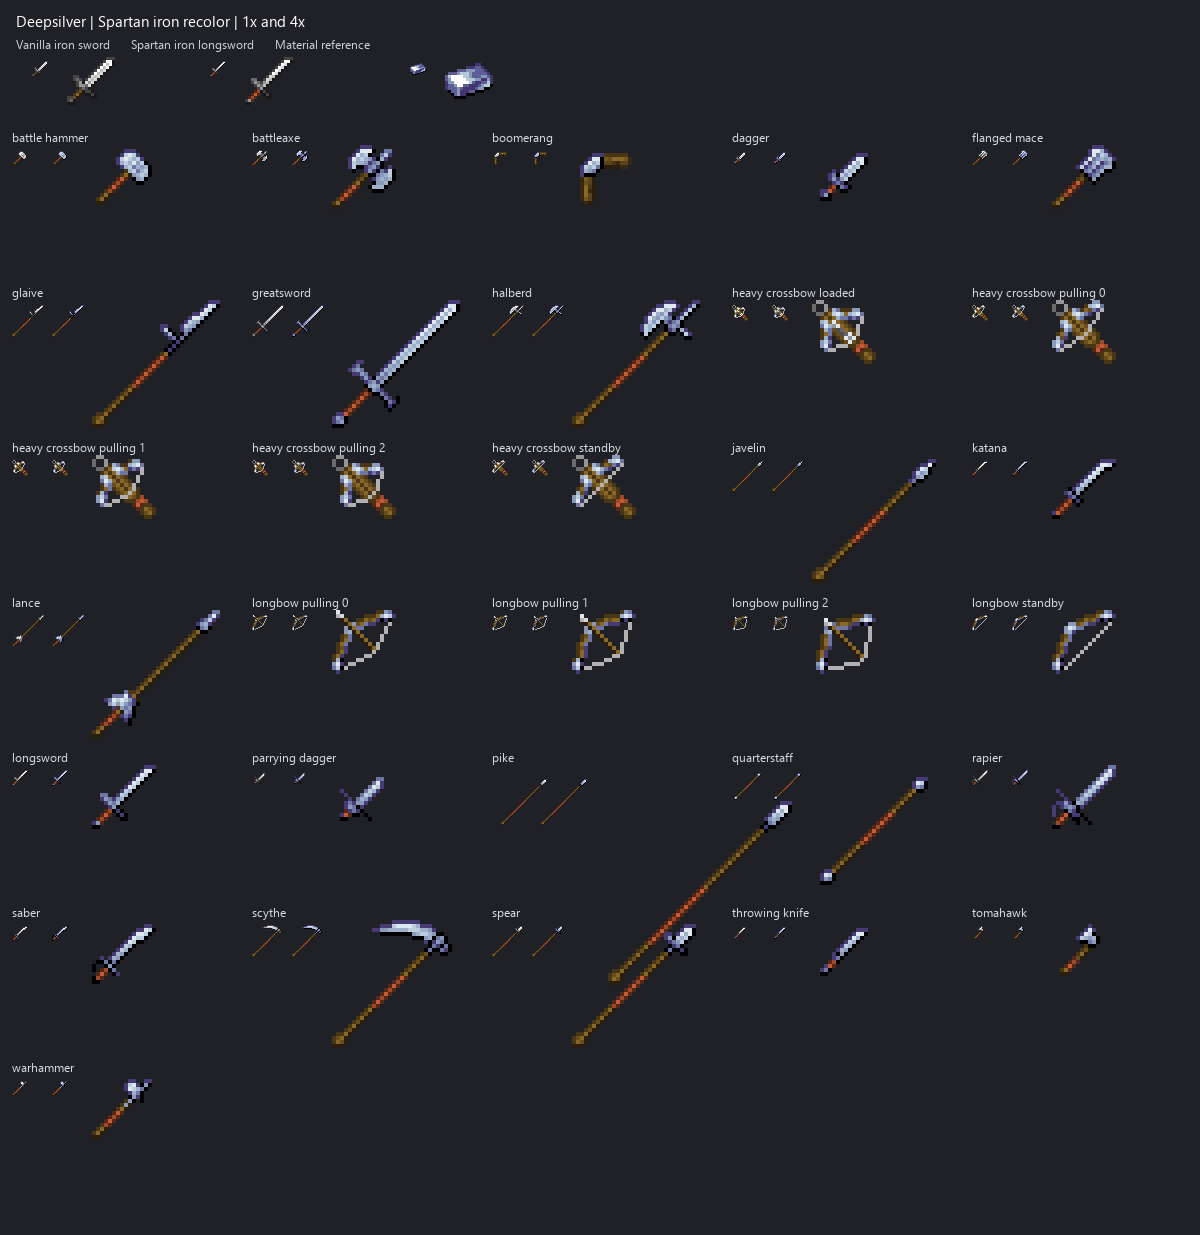 Deepsilver | Spartan iron recolor | 1x and 4x
Vanilla iron sword Spartan iron longsword Material reference
battle hammer battleaxe boomerang dagger flanged mace
glaive greatsword halberd heavy crossbow loaded heavy crossbow pulling 0
heavy crossbow pulling 1 heavy crossbow pulling 2 heavy crossbow standby javelin katana
lance longbow pulling 0 longbow pulling 1 longbow pulling 2 longbow standby
longsword parrying dagger pike quarterstaff rapier
saber scythe spear throwing knife tomahawk
warhammer